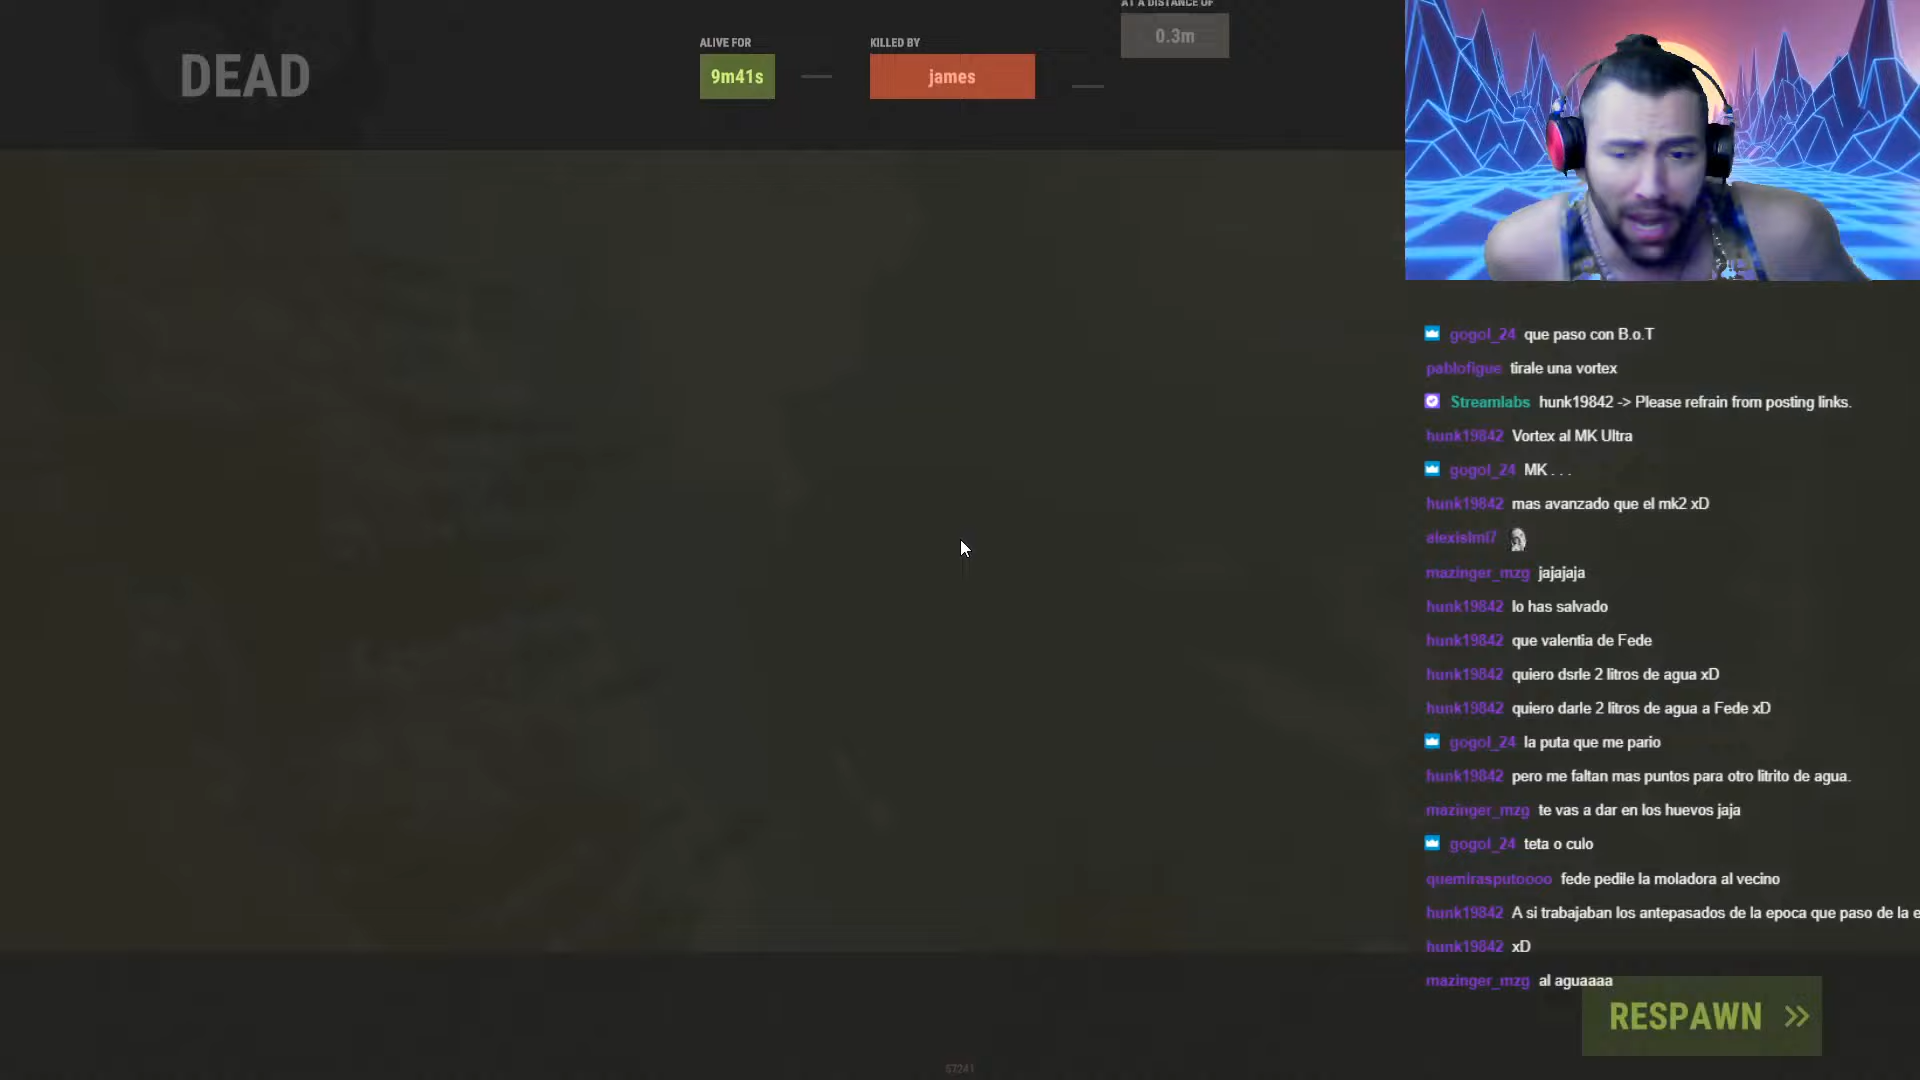 AT A DISTANCE OF
ALIVE FOR
KILLED BY
0.3m
DEAD
9m41s
james
gogol_24 que paso con B.o.T
pablofigue tirale una vortex
Streamlabs hunk19842 -> Please refrain from posting links.
hunk19842 Vortex al MK Ultra
gogol_24 MK . . .
hunk19842 mas avanzado que el mk2 xD
alexislml7
mazinger_mzg jajajaja
hunk19842 lo has salvado
hunk19842 que valentia de Fede
hunk19842 quiero dsrle 2 litros de agua xD
hunk19842 quiero darle 2 litros de agua a Fede xD
gogol_24 la puta que me pario
hunk19842 pero me faltan mas puntos para otro litrito de agua.
mazinger_mzg te vas a dar en los huevos jaja
gogol_24 teta o culo
quemirasputoooo fede pedile la moladora al vecino
hunk19842 A si trabajaban los antepasados de la epoca que paso de la e
hunk19842 xD
mazinger_mzg al aguaaaa
RESPAWN
57241